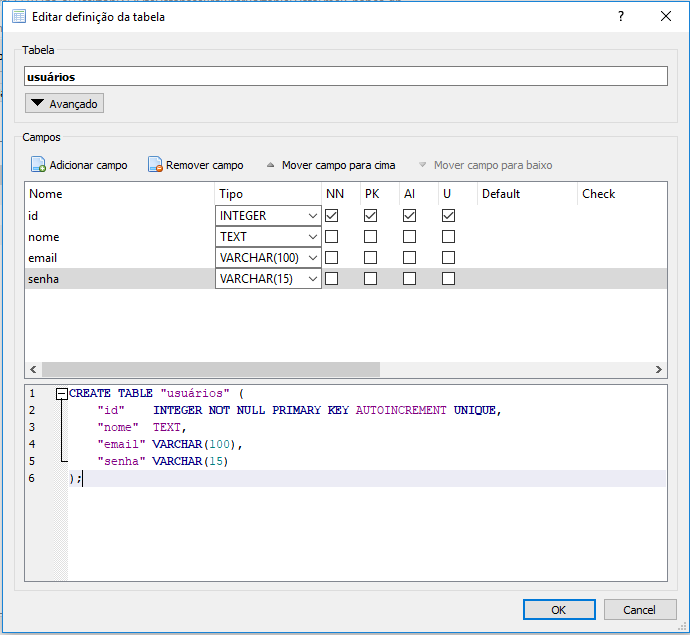 Editar definição da tabela
?
Tabela
usuários
Avançado
Campos
Adicionar campo Remover campo Mover campo para cima Mover campo para baixo
Nome Tipo NN PK AI U Default Check
id INTEGER
nome TEXT
email VARCHAR(100)
senha VARCHAR(15)
1 CREATE TABLE "usuários" (
2 "id" INTEGER NOT NULL PRIMARY KEY AUTOINCREMENT UNIQUE,
3 "nome" TEXT,
4 "email" VARCHAR(100),
5 "senha" VARCHAR(15)
6 );
OK Cancel